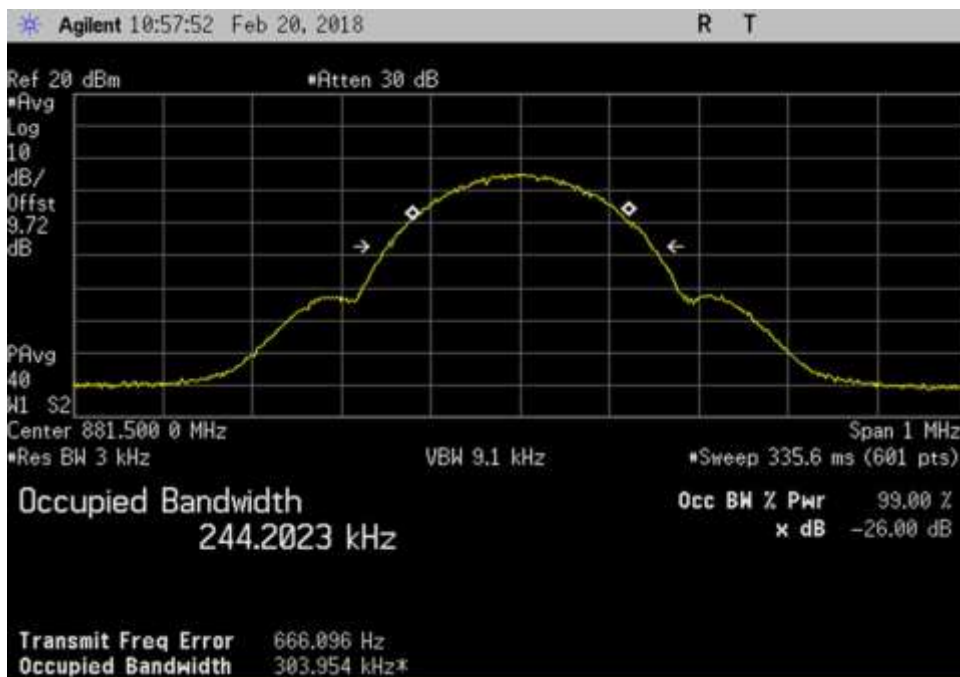 Agilent 10:57:52 Feb 20, 2018 R T
Ref 20 dBm #Atten 30 dB
#Avg
Log
10
dB/
Offst
9.72
dB
PAvg
40
W1 S2
Center 881.500 0 MHz Span 1 MHz
#Res BW 3 kHz VBW 9.1 kHz #Sweep 335.6 ms (601 pts)
Occupied Bandwidth Occ BW % Pwr 99.00 %
244.2023 kHz x dB -26.00 dB
Transmit Freq Error 666.096 Hz
Occupied Bandwidth 303.954 kHz*